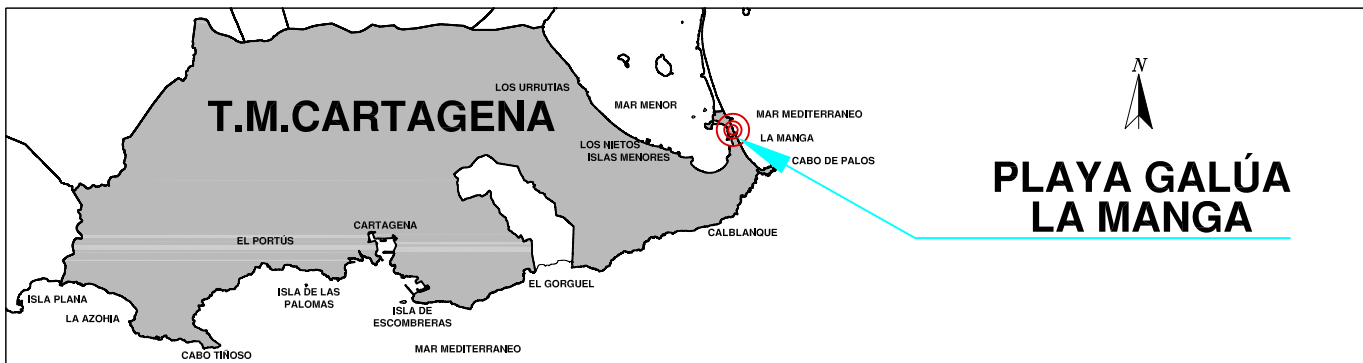 N
LOS URRUTIAS
T.M.CARTAGENA
MAR MENOR
MAR MEDITERRANEO
LA MANGA
LOS NIETOS
ISLAS MENORES
CABO DE PALOS
PLAYA GALÚA
LA MANGA
CARTAGENA
CALBLANQUE
EL PORTÚS
EL GORGUEL
ISLA DE LAS
PALOMAS
ISLA PLANA
ISLA DE
ESCOMBRERAS
LA AZOHIA
CABO TIÑOSO
MAR MEDITERRANEO